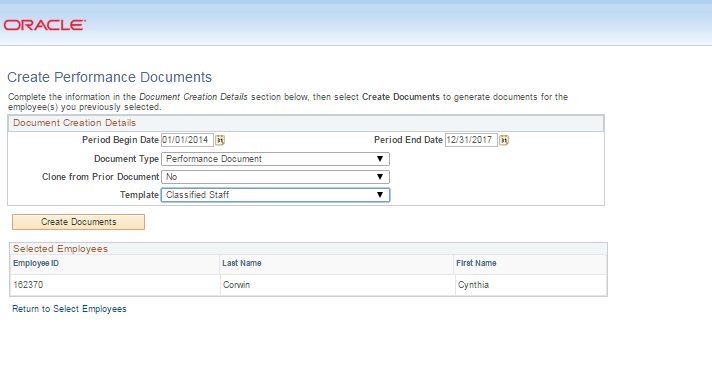 ORACLE
Create Performance Documents
Complete the information in the Document Creation Details section below, then select Create Documents to generate documents for the
employee(s) you previously selected.
Document Creation Details
Period Begin Date 01/01/2014 Period End Date 12/31/2017
Document Type Performance Document
Clone from Prior Document No
Template Classified Staff
Create Documents
Selected Employees
Employee ID Last Name First Name
162370 Corwin Cynthia
Return to Select Employees